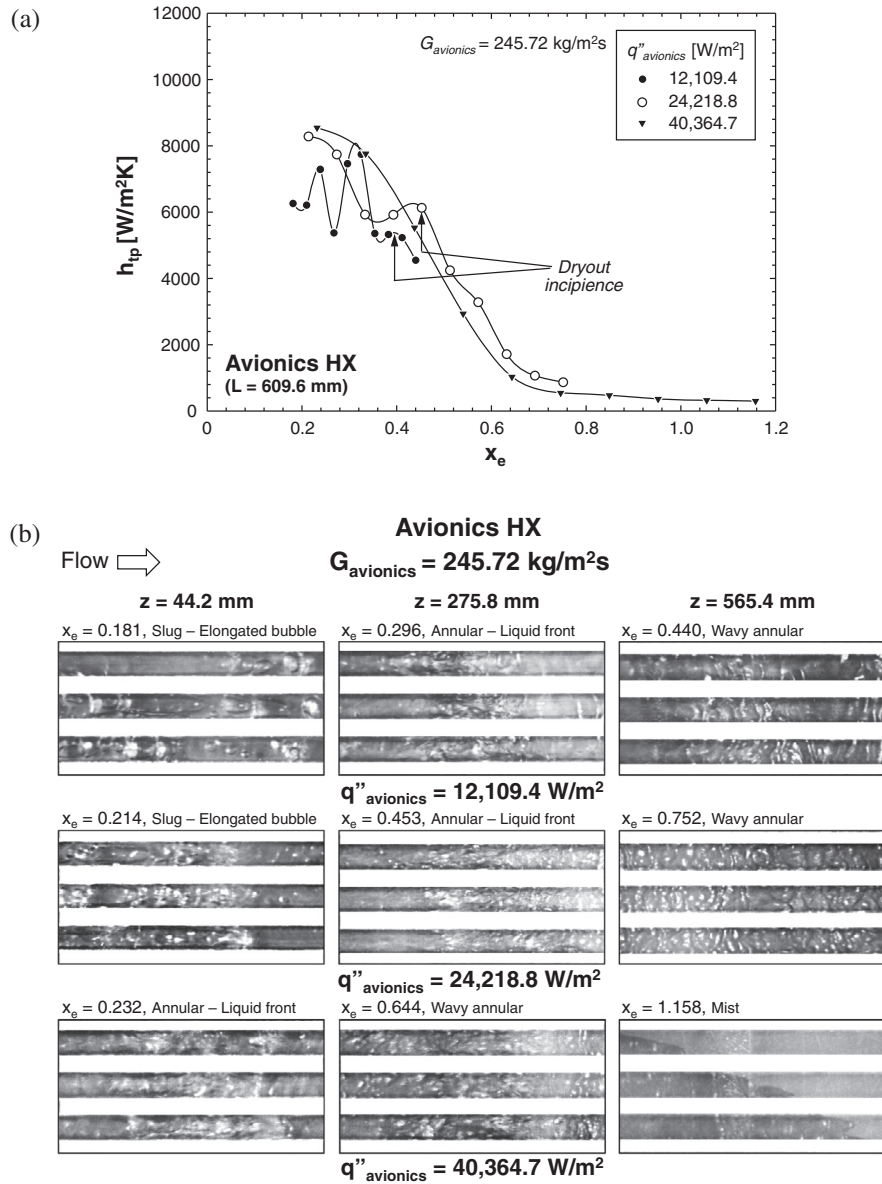 (a)
12000
10000
8000
6000
4000
2000
0
h_tp [W/m²K]
G_avionics = 245.72 kg/m²s
q"_avionics [W/m²]
12,109.4
24,218.8
40,364.7
Dryout
incipience
Avionics HX
(L = 609.6 mm)
0 0.2 0.4 0.6 0.8 1.0 1.2
x_e
(b)
Avionics HX
Flow
G_avionics = 245.72 kg/m²s
z = 44.2 mm z = 275.8 mm z = 565.4 mm
x_e = 0.181, Slug – Elongated bubble x_e = 0.296, Annular – Liquid front x_e = 0.440, Wavy annular
q"_avionics = 12,109.4 W/m²
x_e = 0.214, Slug – Elongated bubble x_e = 0.453, Annular – Liquid front x_e = 0.752, Wavy annular
q"_avionics = 24,218.8 W/m²
x_e = 0.232, Annular – Liquid front x_e = 0.644, Wavy annular x_e = 1.158, Mist
q"_avionics = 40,364.7 W/m²